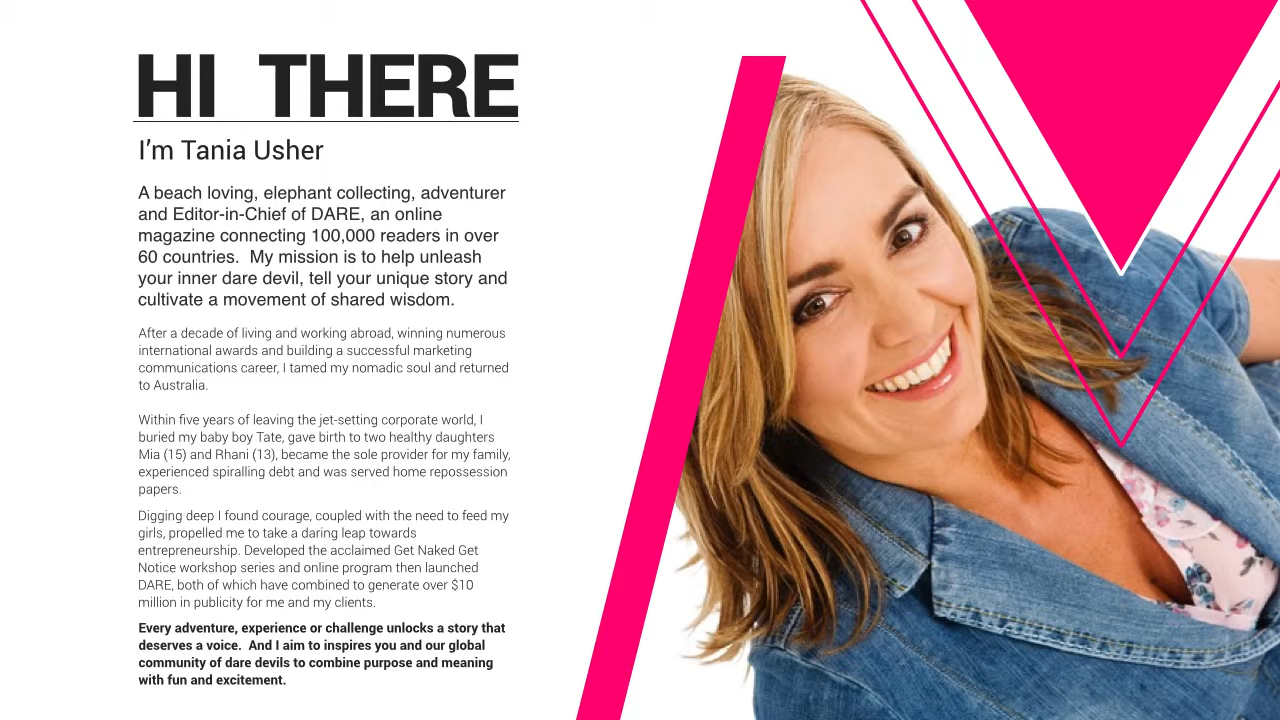 HI THERE
I'm Tania Usher
A beach loving, elephant collecting, adventurer
and Editor-in-Chief of DARE, an online
magazine connecting 100,000 readers in over
60 countries.  My mission is to help unleash
your inner dare devil, tell your unique story and
cultivate a movement of shared wisdom.
After a decade of living and working abroad, winning numerous
international awards and building a successful marketing
communications career, I tamed my nomadic soul and returned
to Australia.
Within five years of leaving the jet-setting corporate world, I
buried my baby boy Tate, gave birth to two healthy daughters
Mia (15) and Rhani (13), became the sole provider for my family,
experienced spiralling debt and was served home repossession
papers.
Digging deep I found courage, coupled with the need to feed my
girls, propelled me to take a daring leap towards
entrepreneurship. Developed the acclaimed Get Naked Get
Notice workshop series and online program then launched
DARE, both of which have combined to generate over $10
million in publicity for me and my clients.
Every adventure, experience or challenge unlocks a story that
deserves a voice.  And I aim to inspires you and our global
community of dare devils to combine purpose and meaning
with fun and excitement.